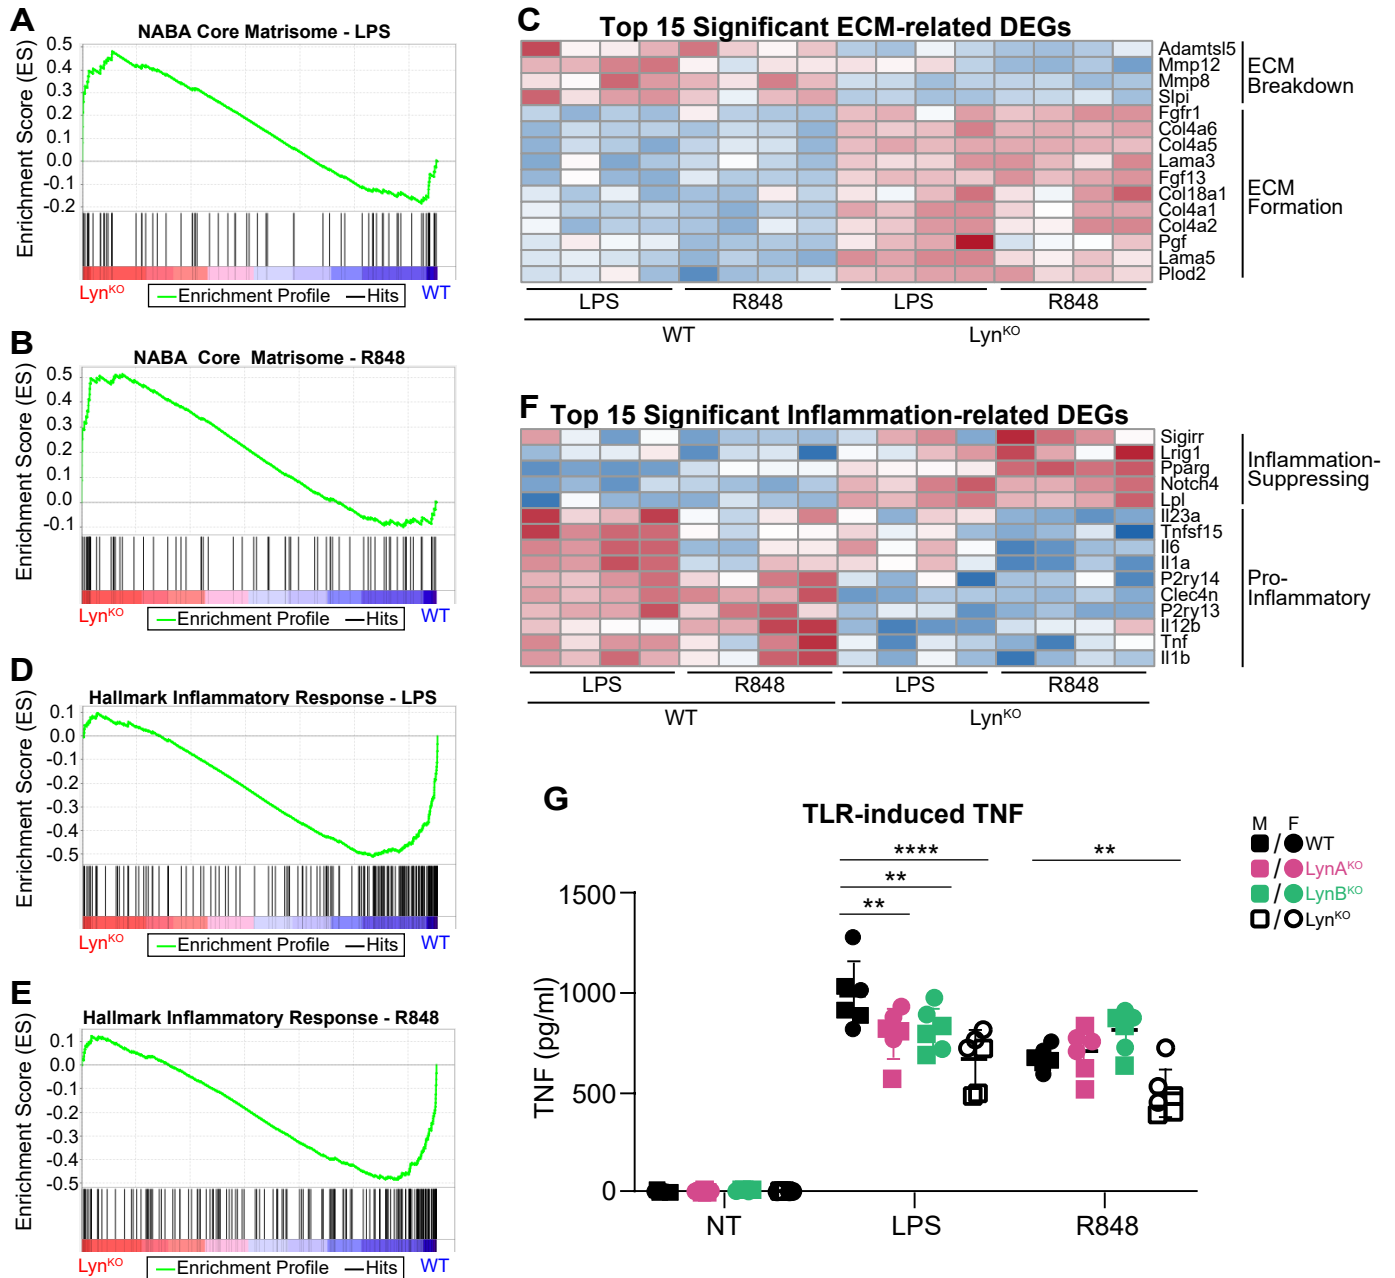 A
NABA Core Matrisome - LPS
Enrichment Score (ES)
0.5
0.4
0.3
0.2
0.1
0.0
-0.1
-0.2
LynKO
Enrichment Profile
Hits
WT
B
NABA Core Matrisome - R848
Enrichment Score (ES)
0.5
0.4
0.3
0.2
0.1
0.0
-0.1
LynKO
Enrichment Profile
Hits
WT
C
Top 15 Significant ECM-related DEGs
Adamtsl5
Mmp12
Mmp8
Slpi
Fgfr1
Col4a6
Col4a5
Lama3
Fgf13
Col18a1
Col4a1
Col4a2
Pgf
Lama5
Plod2
ECM
Breakdown
ECM
Formation
LPS
R848
LPS
R848
WT
LynKO
D
Hallmark Inflammatory Response - LPS
Enrichment Score (ES)
0.1
0.0
-0.1
-0.2
-0.3
-0.4
-0.5
LynKO
Enrichment Profile
Hits
WT
E
Hallmark Inflammatory Response - R848
Enrichment Score (ES)
0.1
0.0
-0.1
-0.2
-0.3
-0.4
-0.5
LynKO
Enrichment Profile
Hits
WT
F
Top 15 Significant Inflammation-related DEGs
Sigirr
Lrig1
Pparg
Notch4
Lpl
Il23a
Tnfsf15
Il6
Il1a
P2ry14
Clec4n
P2ry13
Il12b
Tnf
Il1b
Inflammation-
Suppressing
Pro-
Inflammatory
LPS
R848
LPS
R848
WT
LynKO
G
TLR-induced TNF
TNF (pg/ml)
1500
1000
500
0
****
**
**
**
NT
LPS
R848
M F
/ WT
/ LynAKO
/ LynBKO
/ LynKO